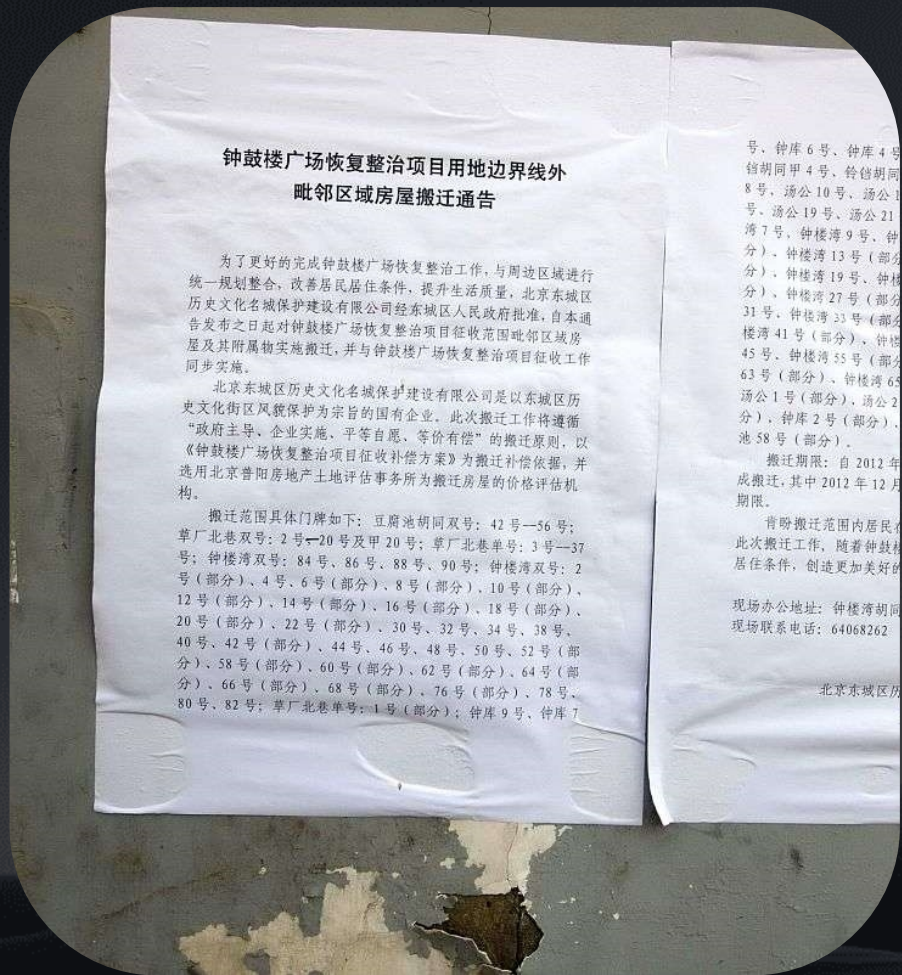 钟鼓楼广场恢复整治项目用地边界线外
毗邻区域房屋搬迁通告
为了更好的完成钟鼓楼广场恢复整治工作，与周边区域进行
统一规划整合，改善居民居住条件，提升生活质量，北京东城区
历史文化名城保护建设有限公司经东城区人民政府批准，自本通
告发布之日起对钟鼓楼广场恢复整治项目征收范围毗邻区域房
屋及其附属物实施搬迁，并与钟鼓楼广场恢复整治项目征收工作
同步实施。
北京东城区历史文化名城保护建设有限公司是以东城区历
史文化街区风貌保护为宗旨的国有企业。此次搬迁工作将遵循
“政府主导、企业实施、平等自愿、等价有偿”的搬迁原则，以
《钟鼓楼广场恢复整治项目征收补偿方案》为搬迁补偿依据，并
选用北京普阳房地产土地评估事务所为搬迁房屋的价格评估机
构。
搬迁范围具体门牌如下：豆腐池胡同双号：42号—56号；
草厂北巷双号：2号—20号及甲20号；草厂北巷单号：3号—37
号；钟楼湾双号：84号、86号、88号、90号；钟楼湾双号：2
号（部分）、4号、6号（部分）、8号（部分）、10号（部分）、
12号（部分）、14号（部分）、16号（部分）、18号（部分）、
20号（部分）、22号（部分）、30号、32号、34号、38号、
40号、42号（部分）、44号、46号、48号、50号、52号（部
分）、58号（部分）、60号（部分）、62号（部分）、64号（部
分）、66号（部分）、68号（部分）、76号（部分）、78号、
80号、82号；草厂北巷单号：1号（部分）；钟库9号、钟库7
号、钟库6号、钟库4号
铛胡同甲4号、铃铛胡同
8号、汤公10号、汤公1
号、汤公19号、汤公21
湾7号、钟楼湾9号、钟
分）、钟楼湾13号（部分
分）、钟楼湾19号、钟楼
分）、钟楼湾27号（部分
31号、钟楼湾33号（部分
楼湾41号（部分）、钟楼
45号、钟楼湾55号（部分
63号（部分）、钟楼湾65
汤公1号（部分）、汤公2
分）、钟库2号（部分）、
池58号（部分）。
搬迁期限：自2012年
成搬迁，其中2012年12月
期限。
肯盼搬迁范围内居民在
此次搬迁工作，随着钟鼓楼
居住条件，创造更加美好的
现场办公地址：钟楼湾胡同
现场联系电话：64068262
北京东城区历